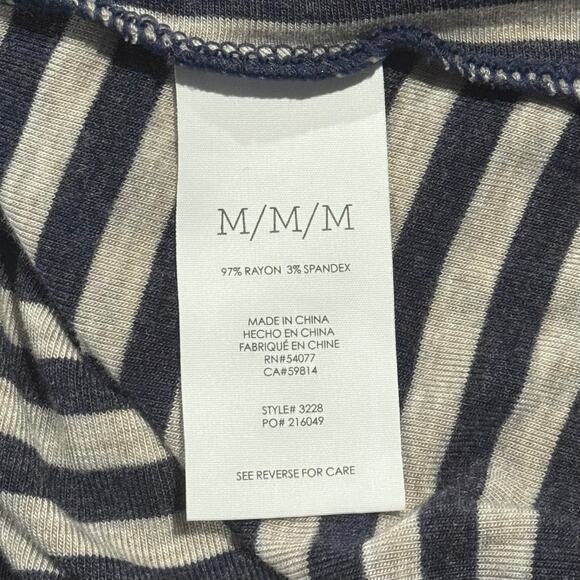 M/M/M
97% RAYON 3% SPANDEX
MADE IN CHINA
HECHO EN CHINA
FABRIQUÉ EN CHINE
RN#54077
CA#59814
STYLE# 3228
PO# 216049
SEE REVERSE FOR CARE